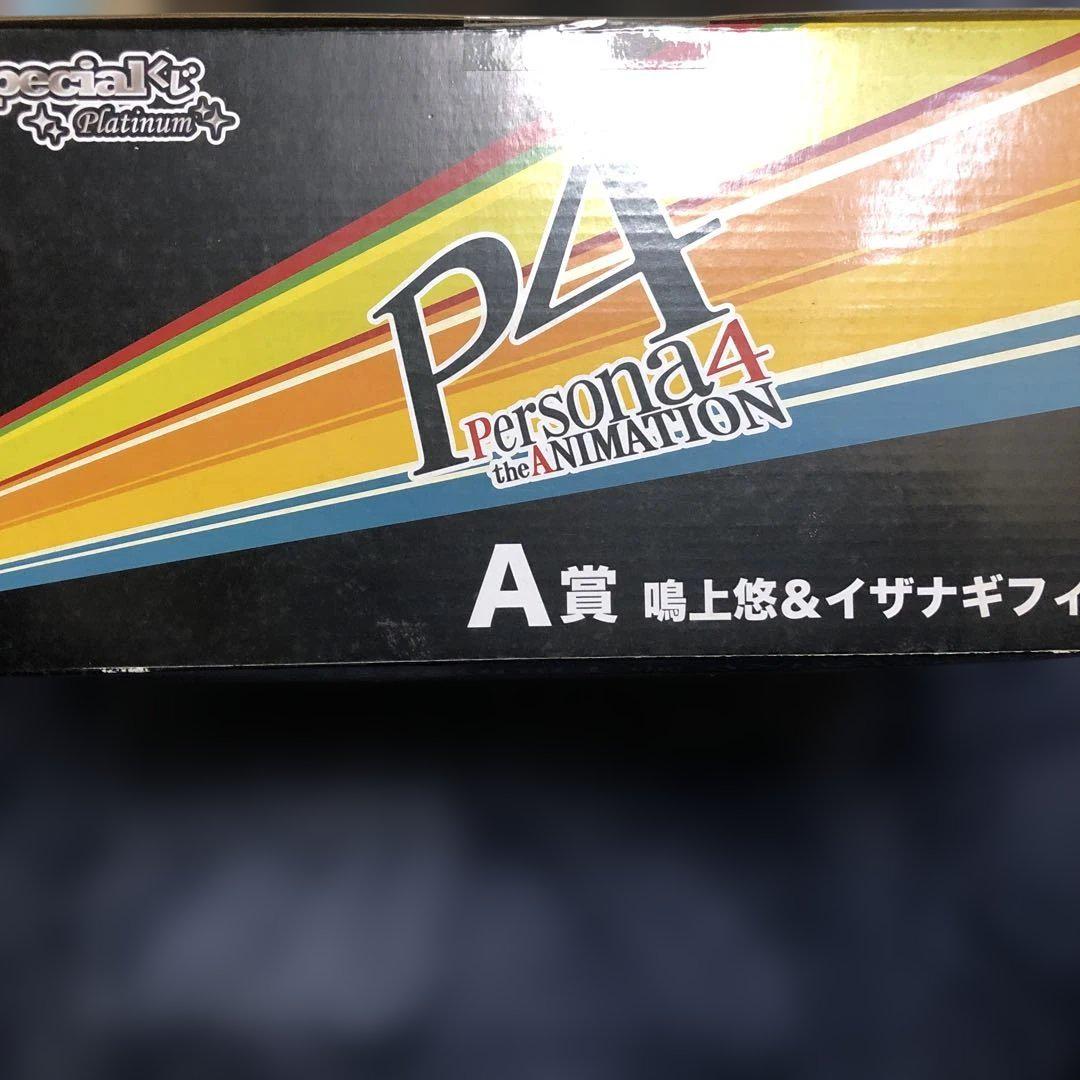 pecialくじ
Platinum
P4
Persona4
the ANIMATION
A賞 鳴上悠&イザナギフィ